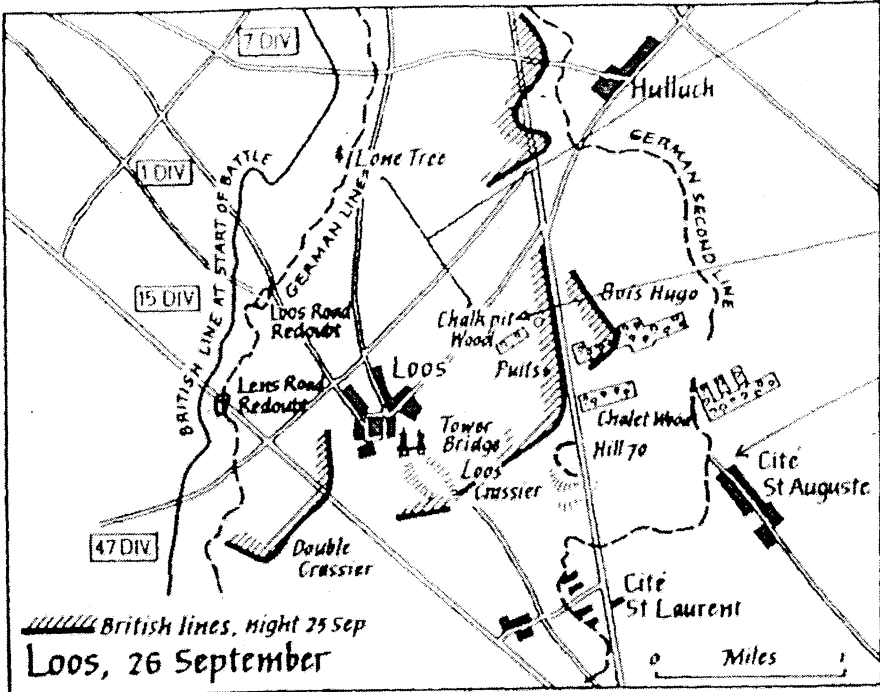 7 DIV
Hulluch
GERMAN SECOND LINE
Lone Tree
1 DIV
BRITISH LINE AT START OF BATTLE
GERMAN LINE
15 DIV
Loos Road
Redoubt
Bois Hugo
Chalk pit
Wood
Loos
Puits
Lens Road
Redoubt
Tower
Bridge
Chalet Wood
Hill 70
Loos
Crassier
Cité
St Auguste
47 DIV
Double
Crassier
Cité
St Laurent
British lines, night 25 Sep
Loos, 26 September
0 Miles 1